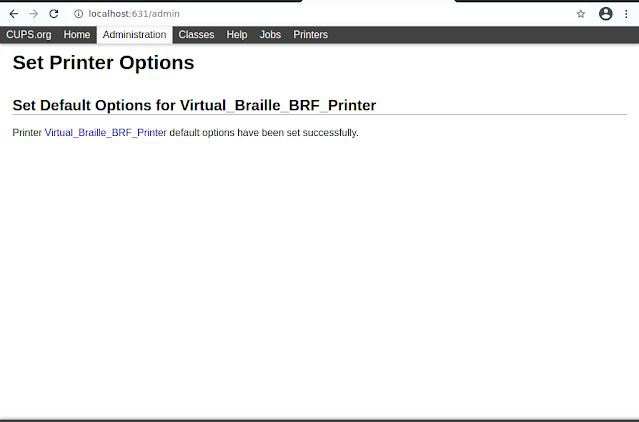 localhost:631/admin
CUPS.org Home Administration Classes Help Jobs Printers
Set Printer Options
Set Default Options for Virtual_Braille_BRF_Printer
Printer Virtual_Braille_BRF_Printer default options have been set successfully.